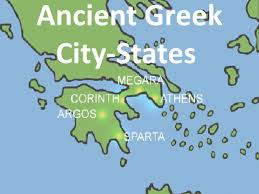 Ancient Greek
City-States
MEGARA
CORINTH ATHENS
ARGOS
SPARTA